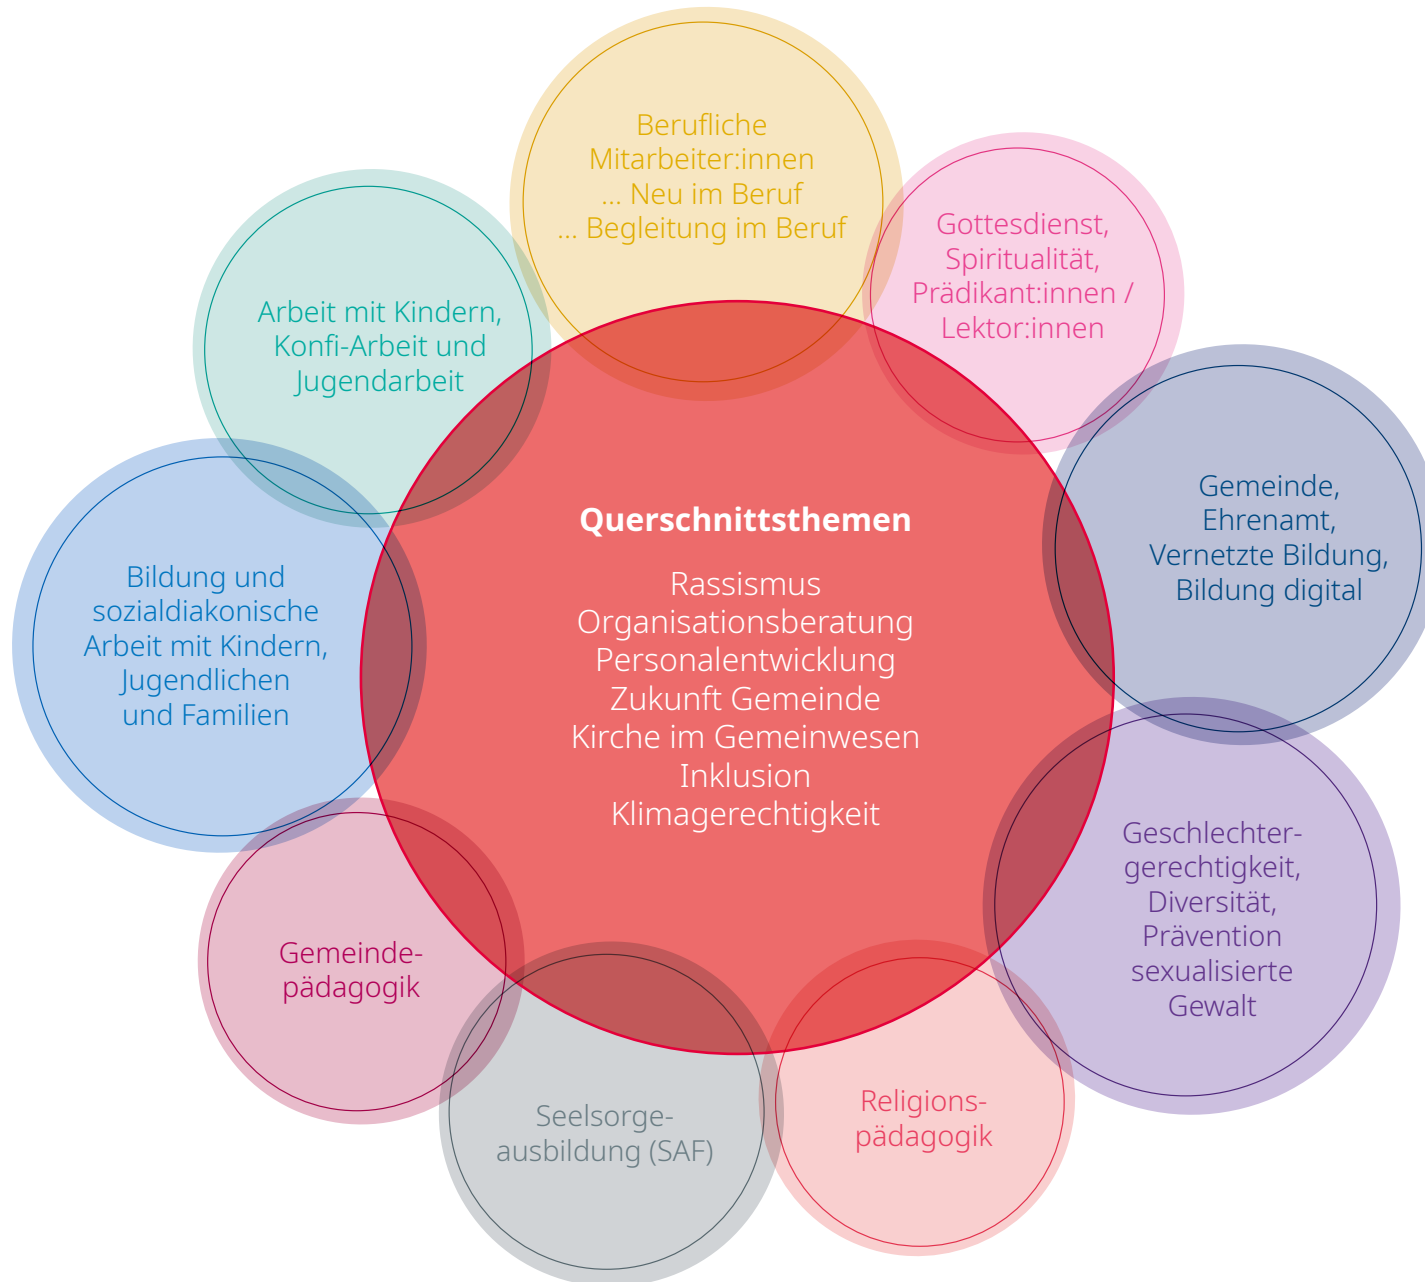 Berufliche
Mitarbeiter:innen
... Neu im Beruf
... Begleitung im Beruf
Gottesdienst,
Spiritualität,
Prädikant:innen /
Lektor:innen
Arbeit mit Kindern,
Konfi-Arbeit und
Jugendarbeit
Gemeinde,
Ehrenamt,
Vernetzte Bildung,
Bildung digital
Querschnittsthemen
Rassismus
Organisationsberatung
Personalentwicklung
Zukunft Gemeinde
Kirche im Gemeinwesen
Inklusion
Klimagerechtigkeit
Bildung und
sozialdiakonische
Arbeit mit Kindern,
Jugendlichen
und Familien
Geschlechter-
gerechtigkeit,
Diversität,
Prävention
sexualisierte
Gewalt
Gemeinde-
pädagogik
Seelsorge-
ausbildung (SAF)
Religions-
pädagogik